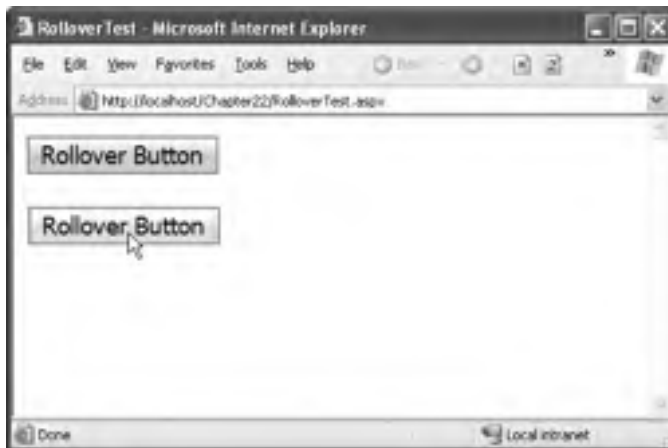 RolloverTest - Microsoft Internet Explorer
File Edit View Favorites Tools Help
Address http://localhost/Chapter22/RolloverTest.aspx
Rollover Button
Rollover Button
Done Local intranet